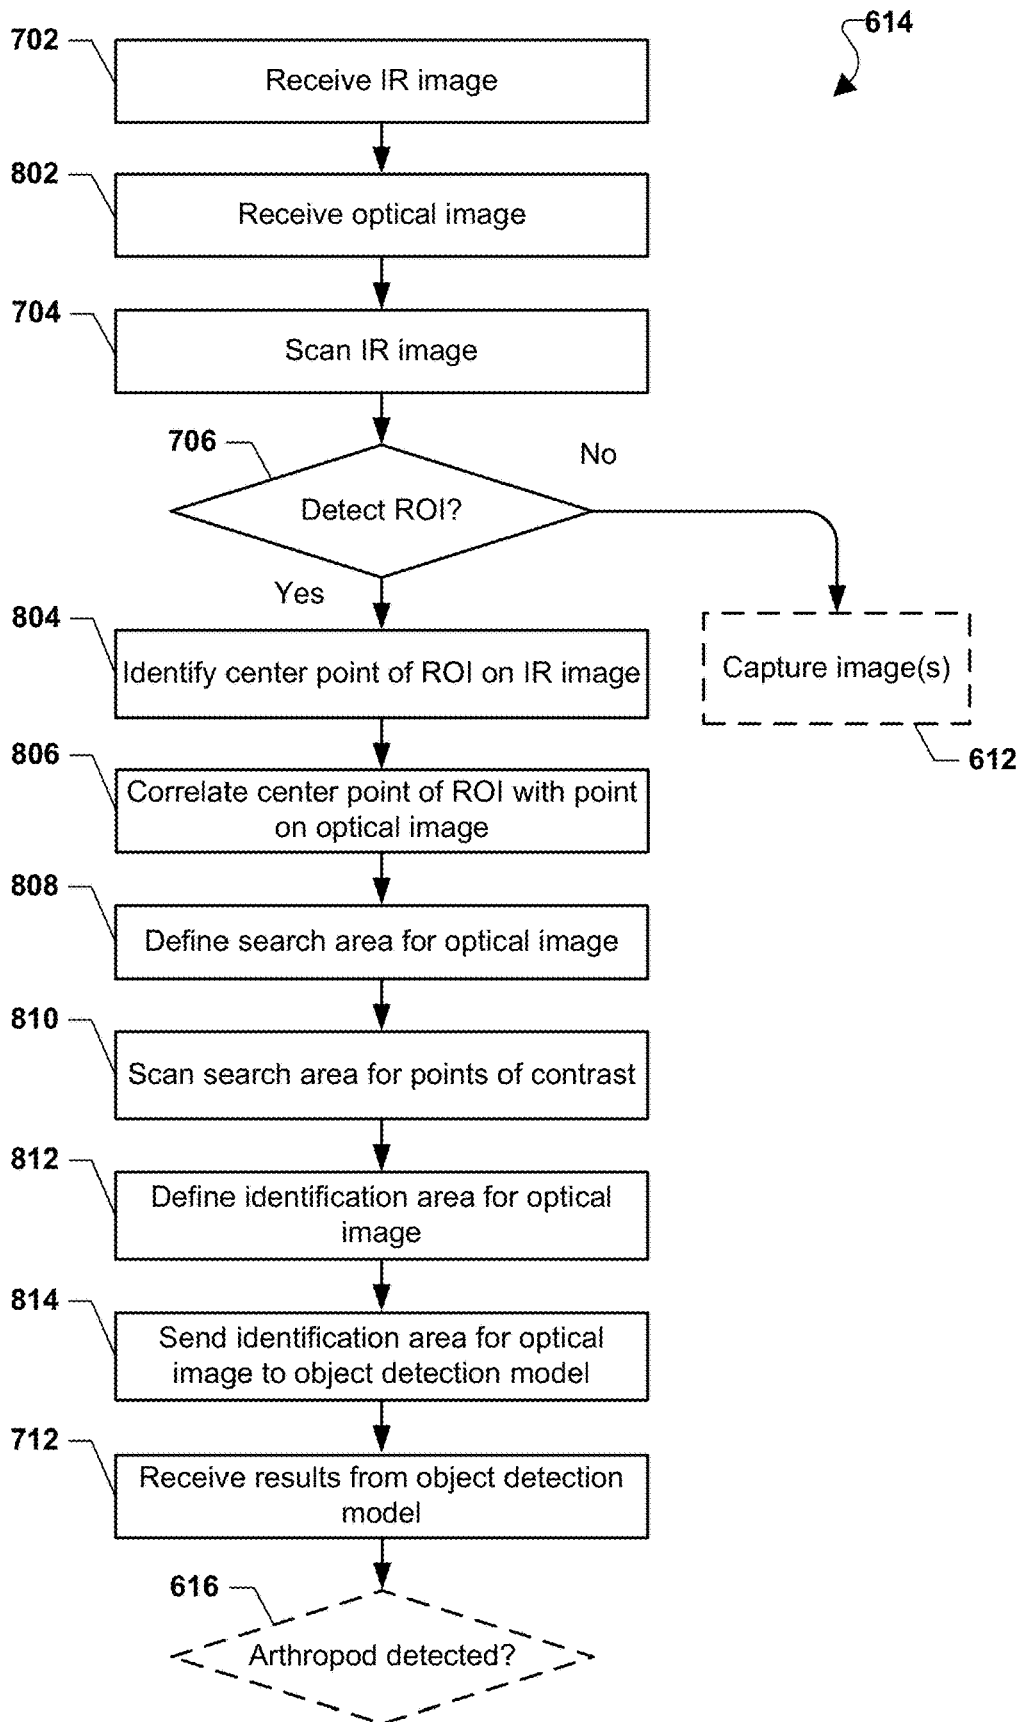 614
702
Receive IR image
802
Receive optical image
704
Scan IR image
706
No
Detect ROI?
Yes
804
Identify center point of ROI on IR image
Capture image(s)
612
806
Correlate center point of ROI with point
on optical image
808
Define search area for optical image
810
Scan search area for points of contrast
812
Define identification area for optical
image
814
Send identification area for optical
image to object detection model
712
Receive results from object detection
model
616
Arthropod detected?